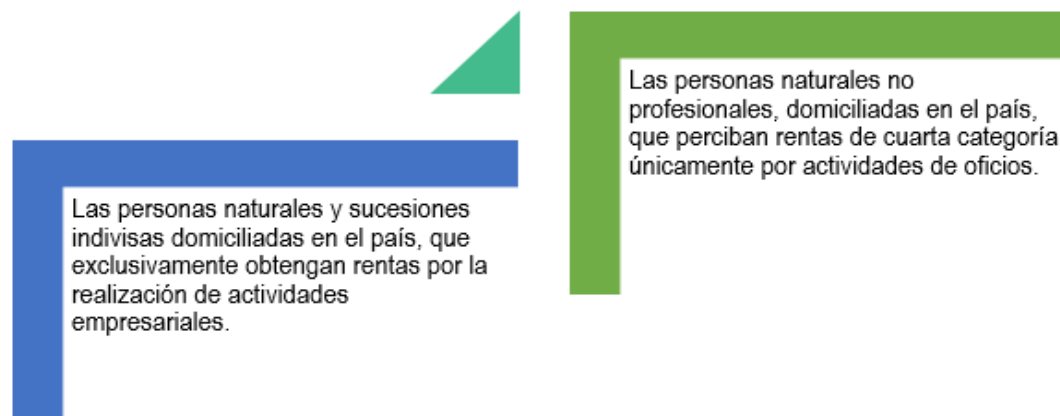 Las personas naturales y sucesiones
indivisas domiciliadas en el país, que
exclusivamente obtengan rentas por la
realización de actividades
empresariales.
Las personas naturales no
profesionales, domiciliadas en el país,
que perciban rentas de cuarta categoría
únicamente por actividades de oficios.